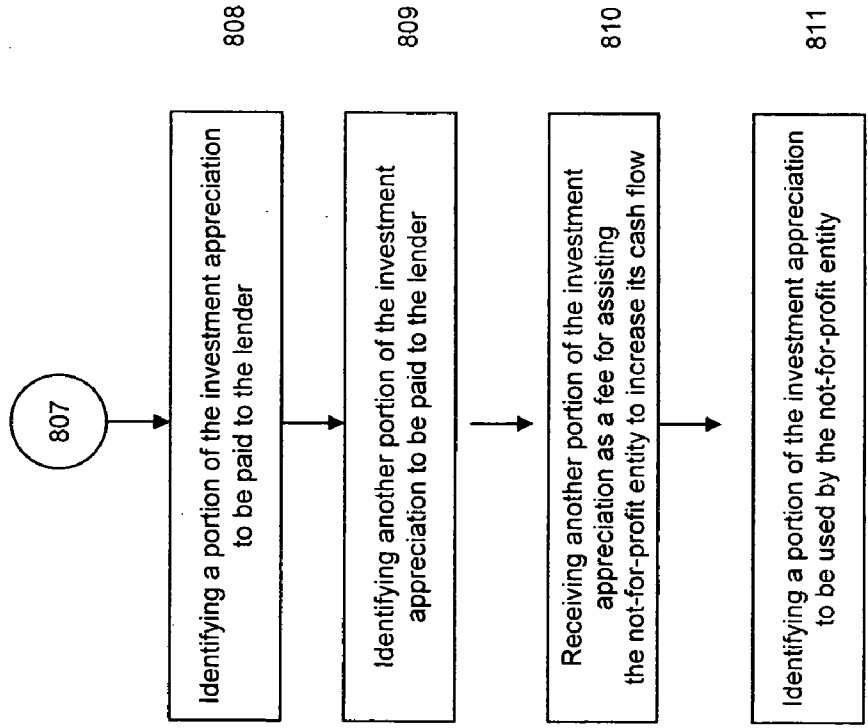 807
Identifying a portion of the investment appreciation
to be paid to the lender
808
Identifying another portion of the investment
appreciation to be paid to the lender
809
Receiving another portion of the investment
appreciation as a fee for assisting
the not-for-profit entity to increase its cash flow
810
Identifying a portion of the investment appreciation
to be used by the not-for-profit entity
811